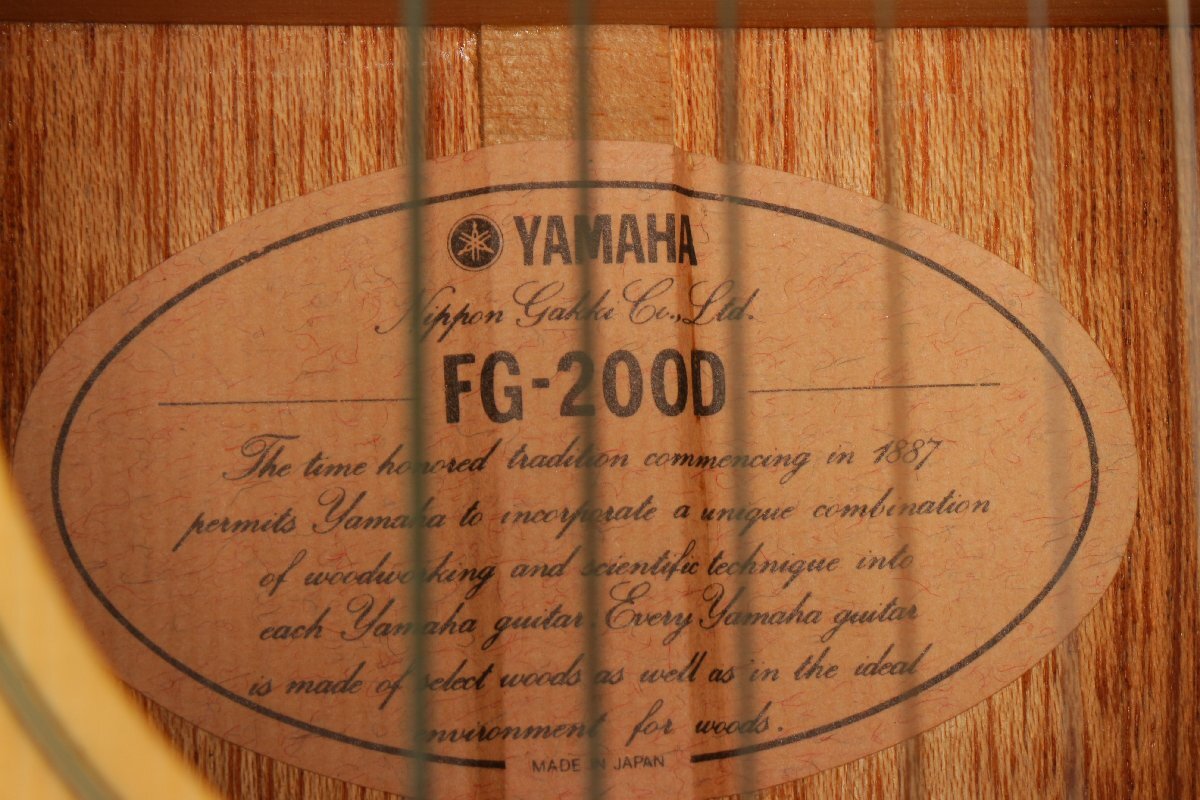 YAMAHA
Nippon Gakki Co., Ltd.
FG-200D
The time honored tradition commencing in 1887
permits Yamaha to incorporate a unique combination
of woodworking and scientific technique into
each Yamaha guitar. Every Yamaha guitar
is made of select woods as well as in the ideal
environment for woods.
MADE IN JAPAN